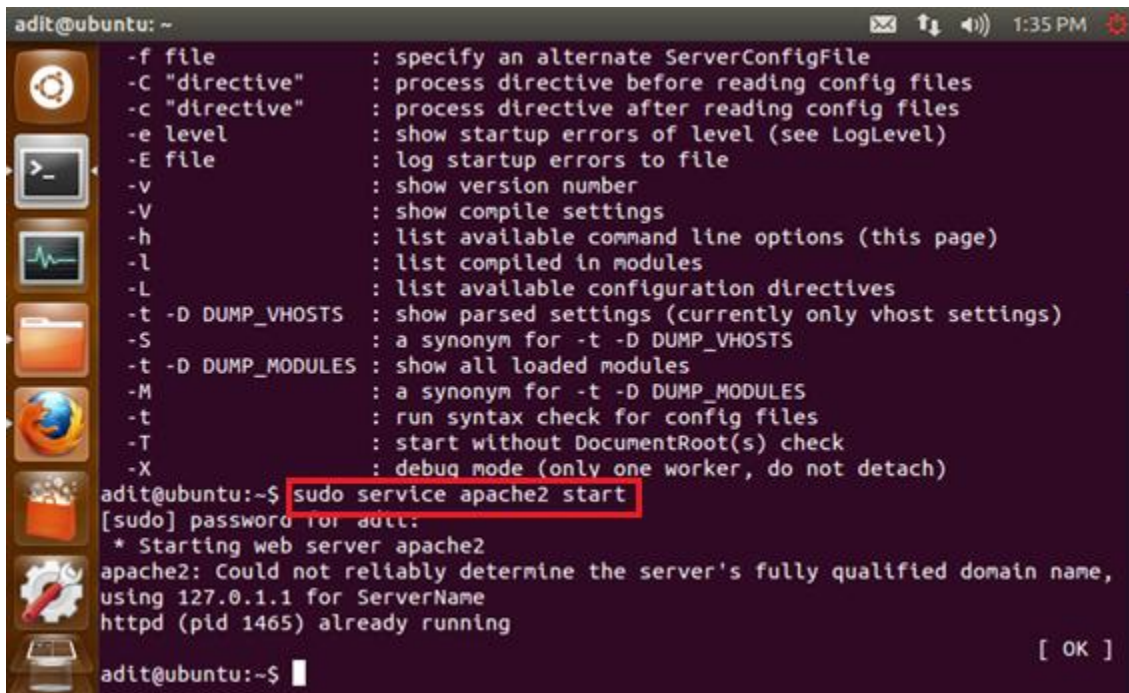 adit@ubuntu: ~ 1:35 PM
-f file : specify an alternate ServerConfigFile
-C "directive" : process directive before reading config files
-c "directive" : process directive after reading config files
-e level : show startup errors of level (see LogLevel)
-E file : log startup errors to file
-v : show version number
-V : show compile settings
-h : list available command line options (this page)
-l : list compiled in modules
-L : list available configuration directives
-t -D DUMP_VHOSTS : show parsed settings (currently only vhost settings)
-S : a synonym for -t -D DUMP_VHOSTS
-t -D DUMP_MODULES : show all loaded modules
-M : a synonym for -t -D DUMP_MODULES
-t : run syntax check for config files
-T : start without DocumentRoot(s) check
-X : debug mode (only one worker, do not detach)
adit@ubuntu:~$ sudo service apache2 start
[sudo] password for adit:
* Starting web server apache2
apache2: Could not reliably determine the server's fully qualified domain name,
using 127.0.1.1 for ServerName
httpd (pid 1465) already running
[ OK ]
adit@ubuntu:~$